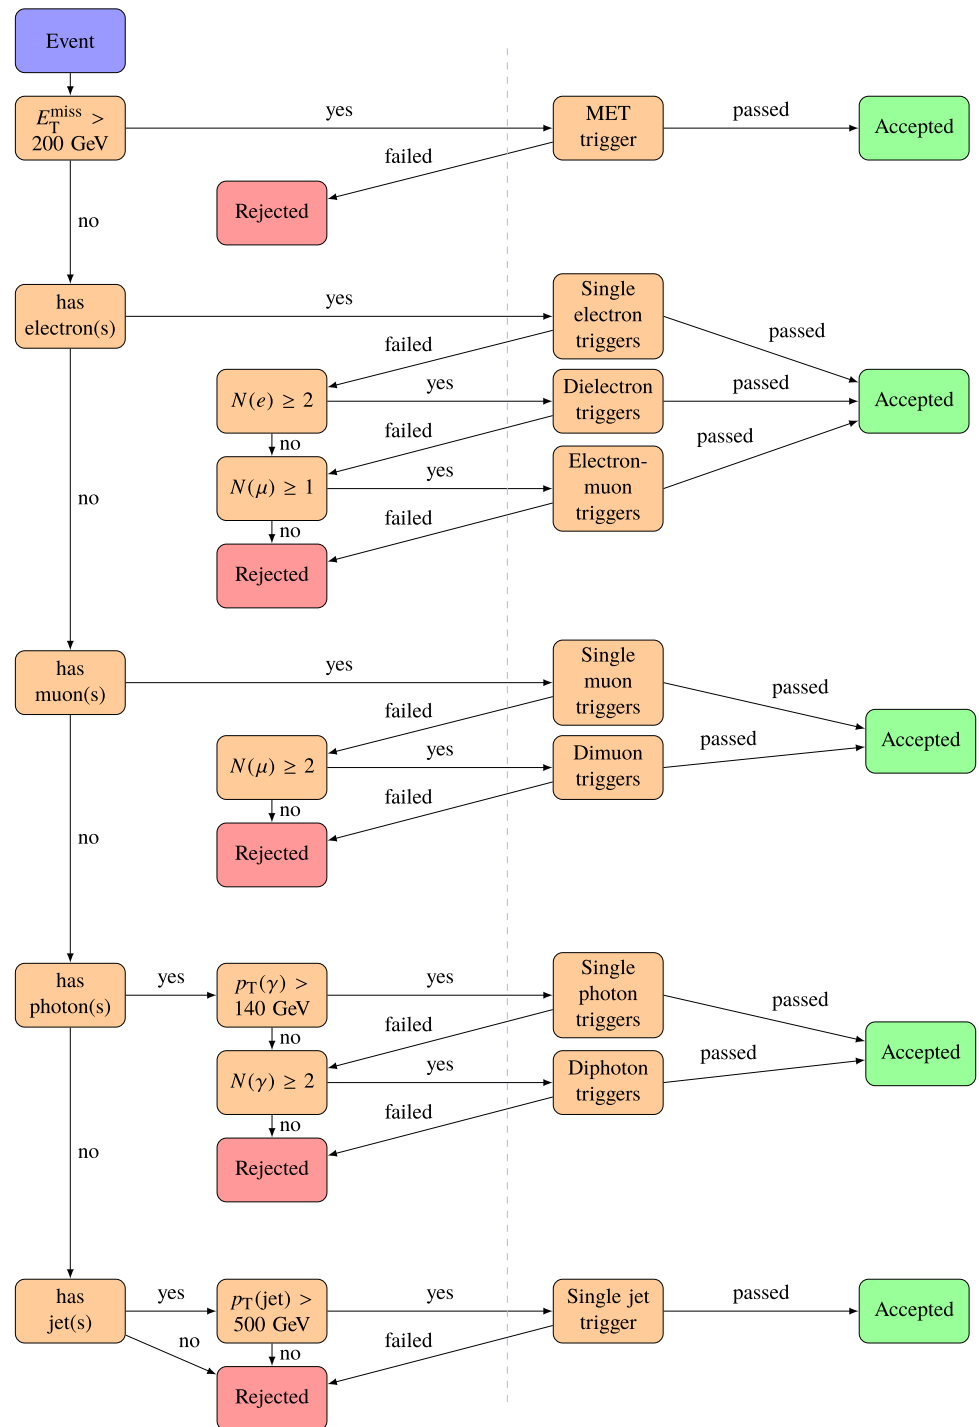 Event
E_T^miss >
200 GeV
yes
MET
trigger
passed
Accepted
failed
Rejected
no
has
electron(s)
yes
Single
electron
triggers
passed
failed
N(e) ≥ 2
yes
Dielectron
triggers
passed
Accepted
no
failed
N(μ) ≥ 1
yes
Electron-
muon
triggers
passed
no
failed
Rejected
no
has
muon(s)
yes
Single
muon
triggers
passed
failed
N(μ) ≥ 2
yes
Dimuon
triggers
passed
Accepted
no
failed
Rejected
no
has
photon(s)
yes
p_T(γ) >
140 GeV
yes
Single
photon
triggers
passed
no
failed
N(γ) ≥ 2
yes
Diphoton
triggers
passed
Accepted
no
failed
Rejected
no
has
jet(s)
yes
p_T(jet) >
500 GeV
yes
Single jet
trigger
passed
Accepted
no
no
failed
Rejected